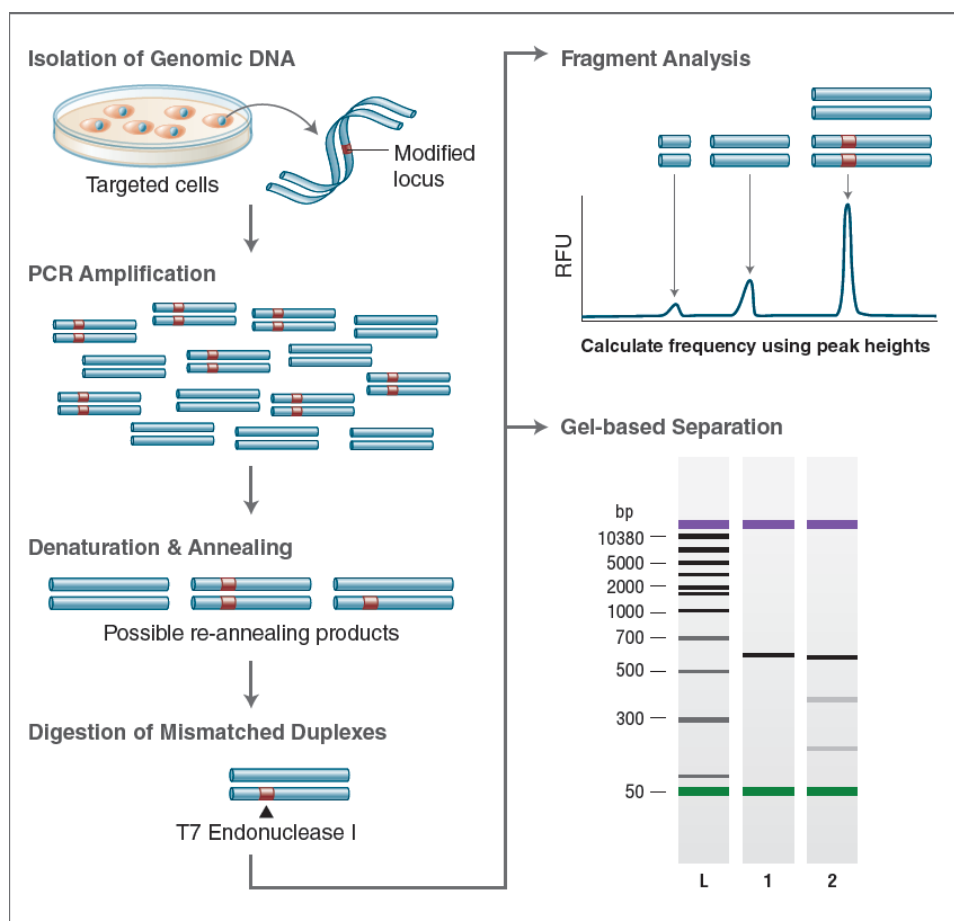 Isolation of Genomic DNA
Targeted cells
Modified
locus
PCR Amplification
Denaturation & Annealing
Possible re-annealing products
Digestion of Mismatched Duplexes
T7 Endonuclease I
Fragment Analysis
RFU
Calculate frequency using peak heights
Gel-based Separation
bp
10380
5000
2000
1000
700
500
300
50
L 1 2